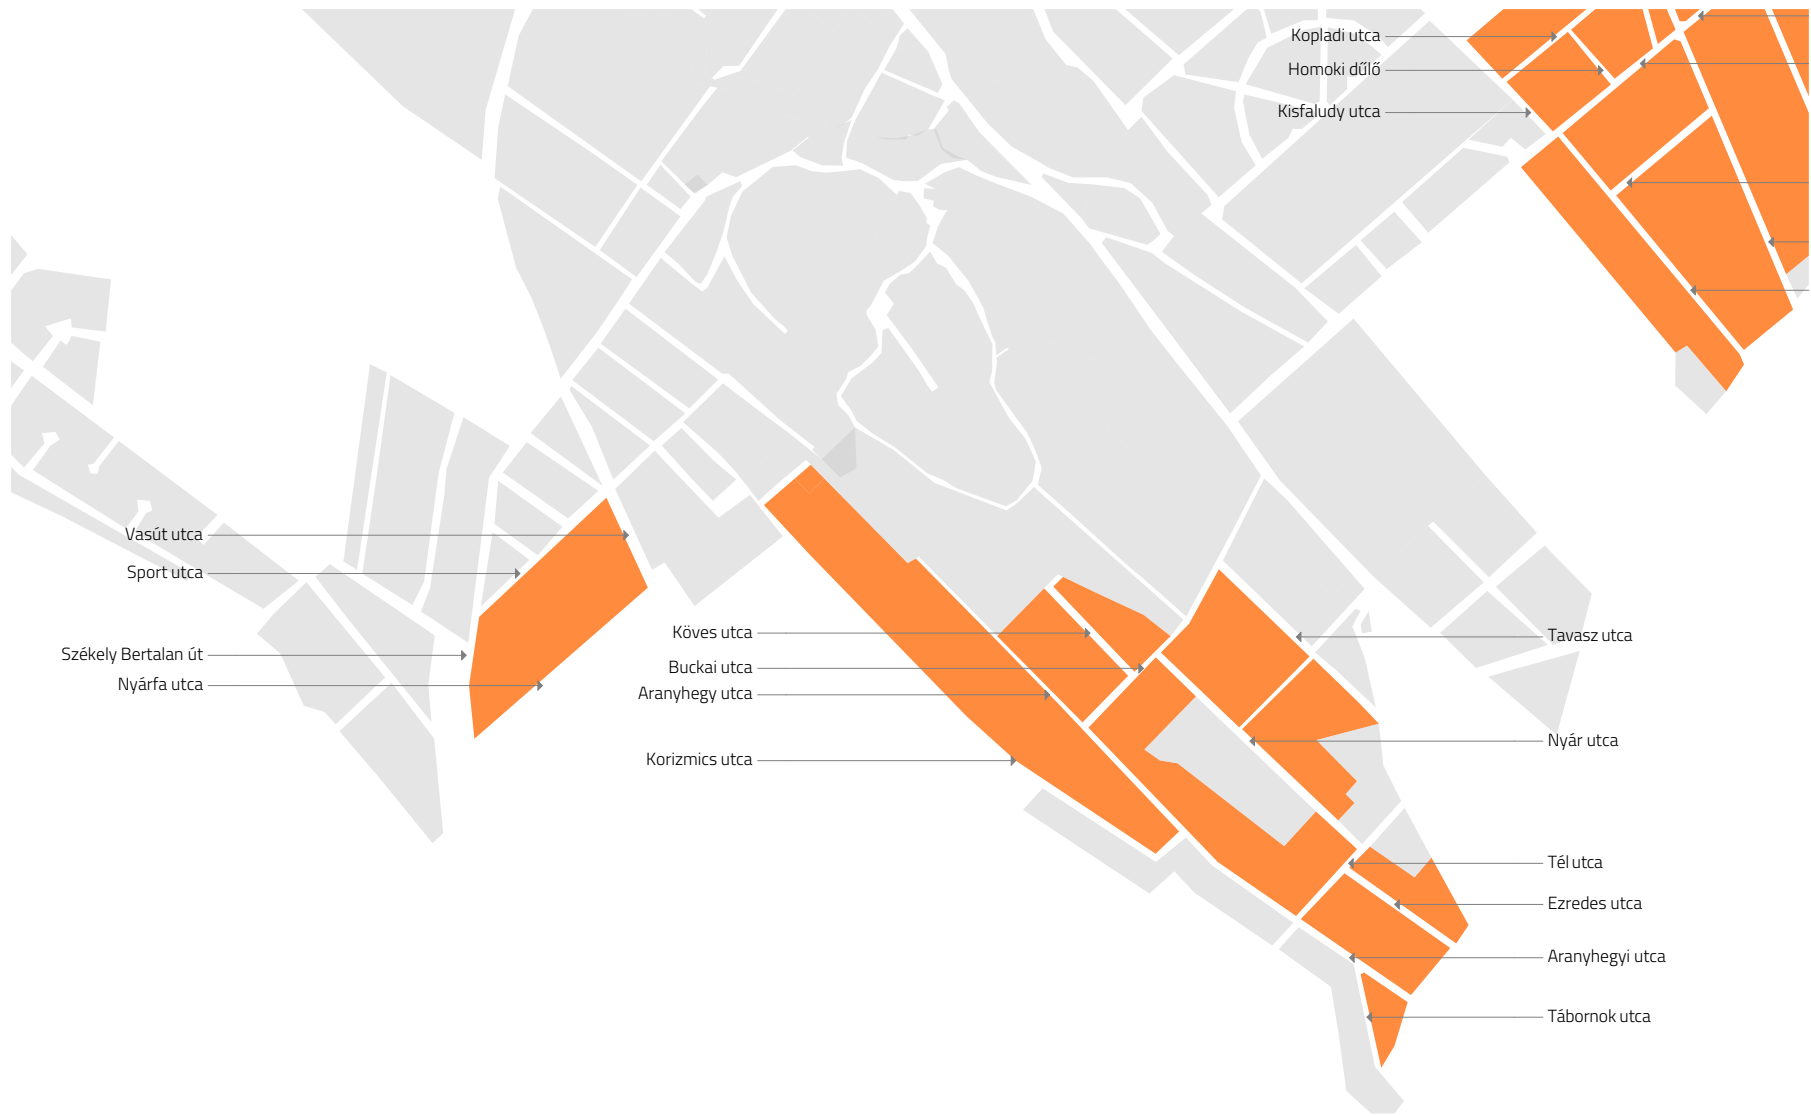 Kopladi utca
Homoki dűlő
Kisfaludy utca
Vasút utca
Sport utca
Székely Bertalan út
Nyárfa utca
Köves utca
Buckai utca
Aranyhegy utca
Korizmics utca
Tavasz utca
Nyár utca
Tél utca
Ezredes utca
Aranyhegyi utca
Tábornok utca